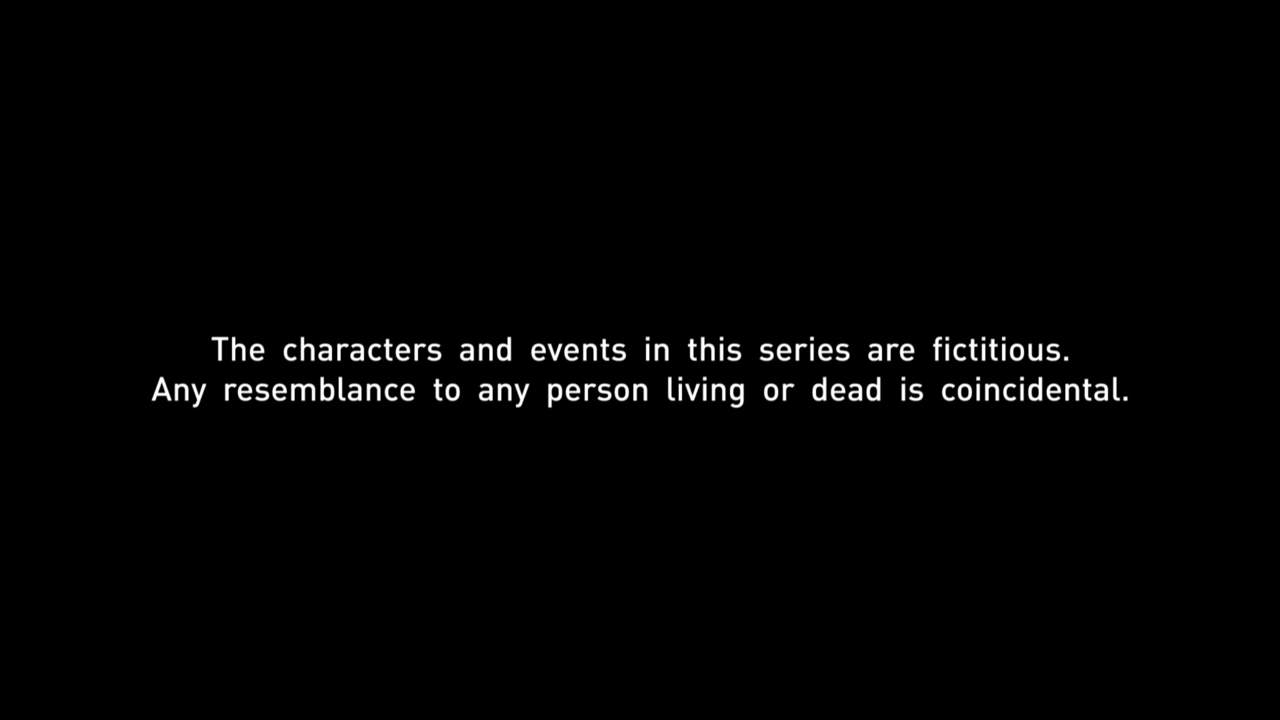 The characters and events in this series are fictitious.
Any resemblance to any person living or dead is coincidental.